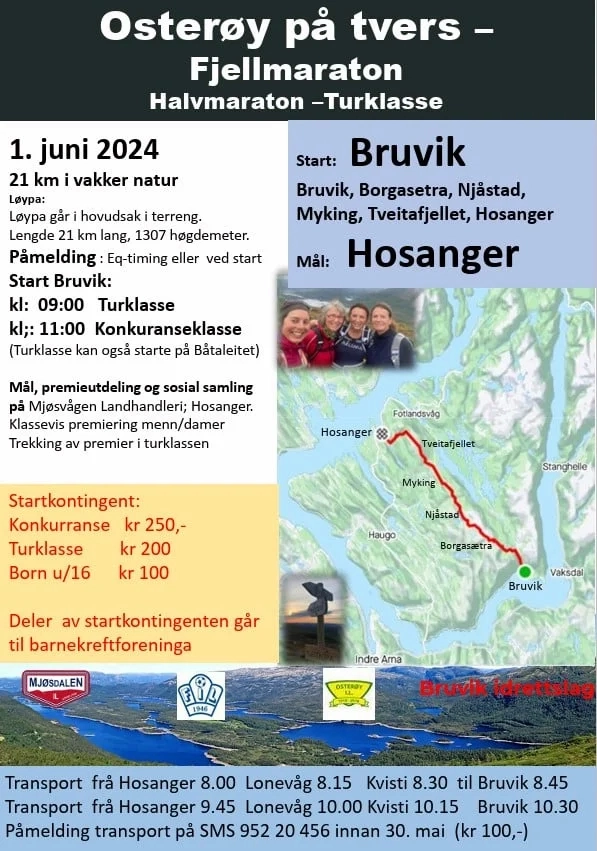 Osterøy på tvers –
Fjellmaraton
Halvmaraton –Turklasse
1. juni 2024
21 km i vakker natur
Løypa:
Løypa går i hovudsak i terreng.
Lengde 21 km lang, 1307 høgdemeter.
Påmelding : Eq-timing eller ved start
Start Bruvik:
kl: 09:00 Turklasse
kl;: 11:00 Konkuranseklasse
(Turklasse kan også starte på Båtaleitet)
Mål, premieutdeling og sosial samling
på Mjøsvågen Landhandleri; Hosanger.
Klassevis premiering menn/damer
Trekking av premier i turklassen
Start: Bruvik
Bruvik, Borgasetra, Njåstad,
Myking, Tveitafjellet, Hosanger
Mål: Hosanger
Fotlandsvåg
Hosanger
Tveitafjellet
Stanghelle
Myking
Njåstad
Haugo
Borgasætra
Vaksdal
Bruvik
Indre Arna
Startkontingent:
Konkurranse kr 250,-
Turklasse kr 200
Born u/16 kr 100
Deler av startkontingenten går
til barnekreftforeninga
MJØSDALEN
IL
HIL
1946
OSTERØY
I.L.
Bruvik idrettslag
Transport frå Hosanger 8.00 Lonevåg 8.15 Kvisti 8.30 til Bruvik 8.45
Transport frå Hosanger 9.45 Lonevåg 10.00 Kvisti 10.15 Bruvik 10.30
Påmelding transport på SMS 952 20 456 innan 30. mai (kr 100,-)